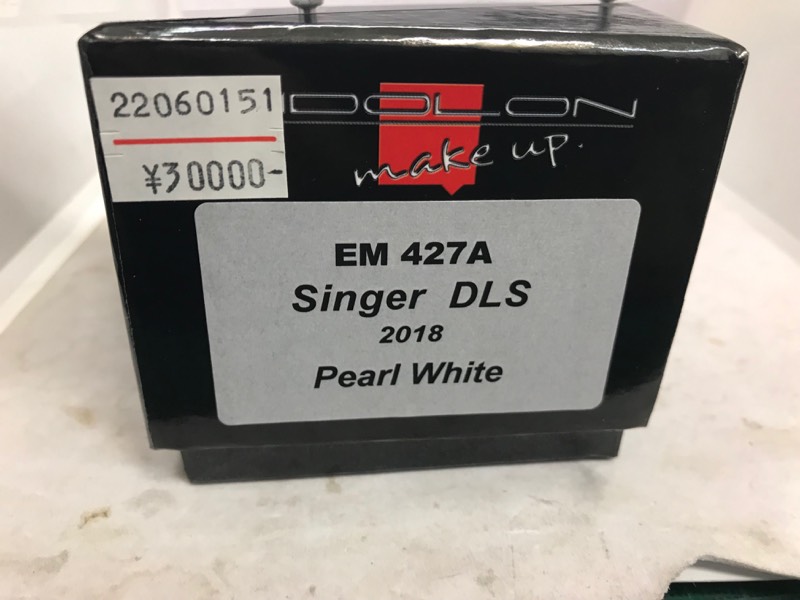 22060151
¥30000-
IDOLON
make up.
EM 427A
Singer DLS
2018
Pearl White